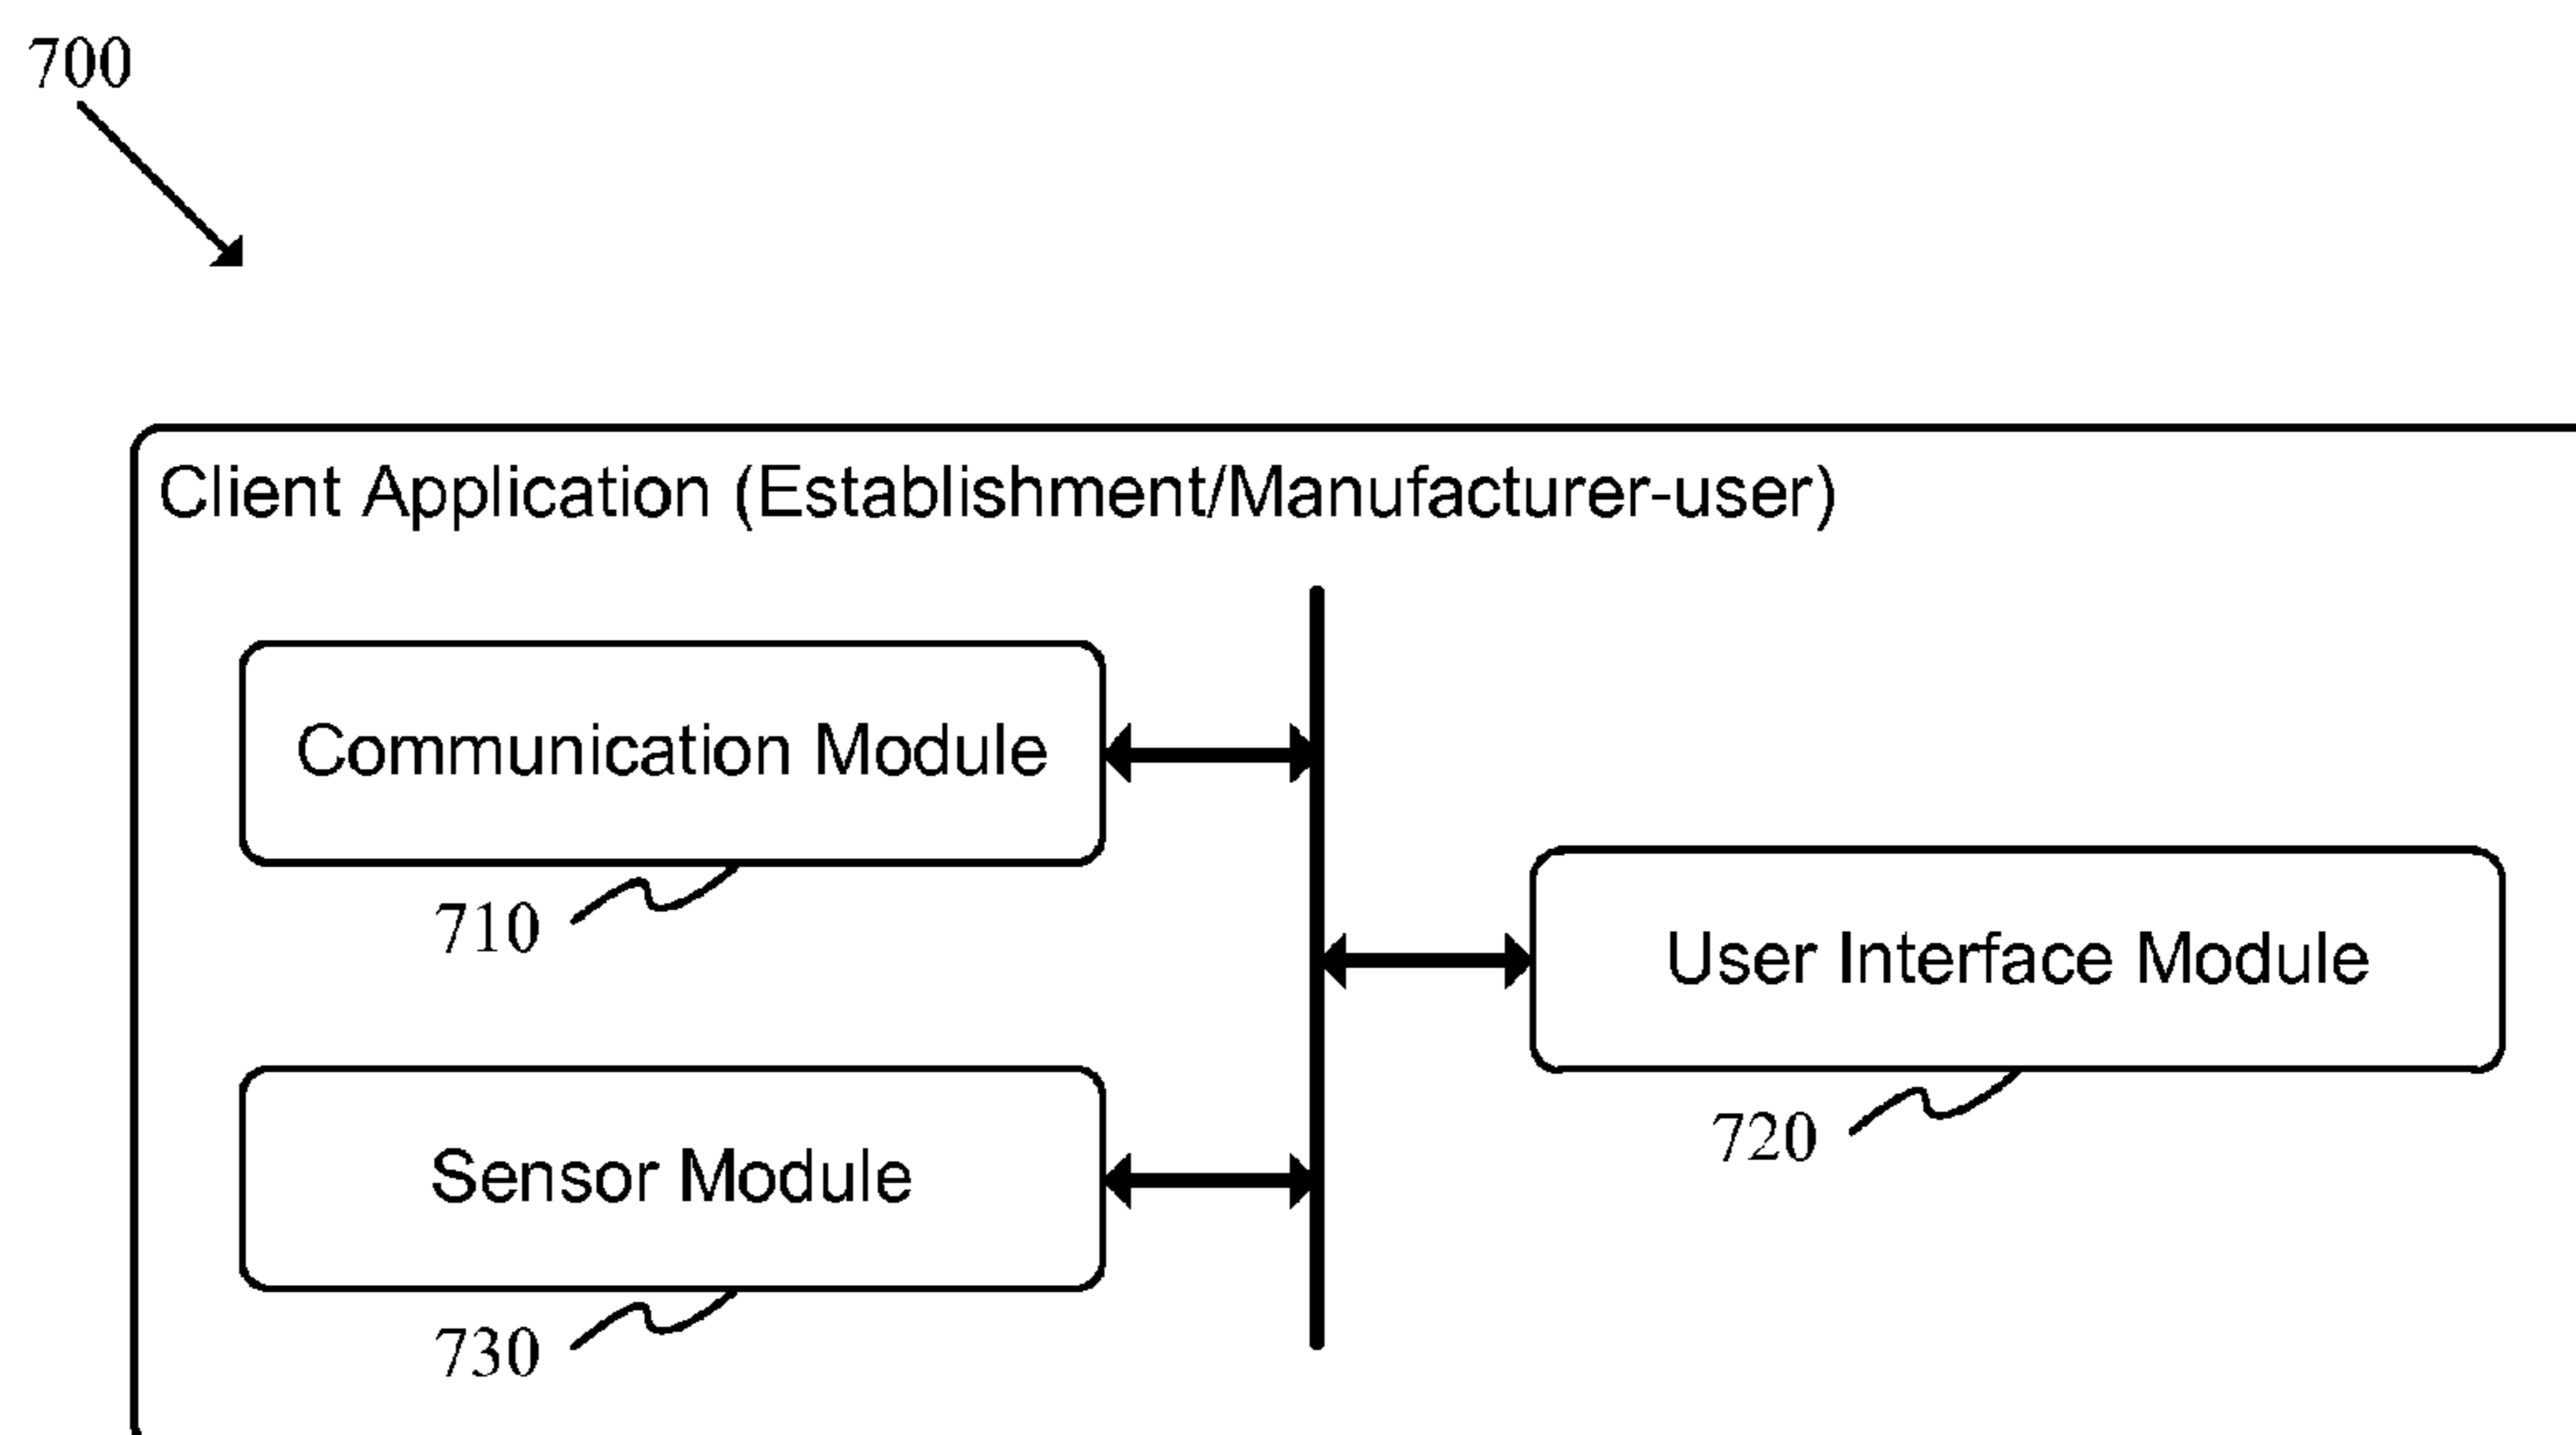 700
Client Application (Establishment/Manufacturer-user)
Communication Module
710
User Interface Module
720
Sensor Module
730